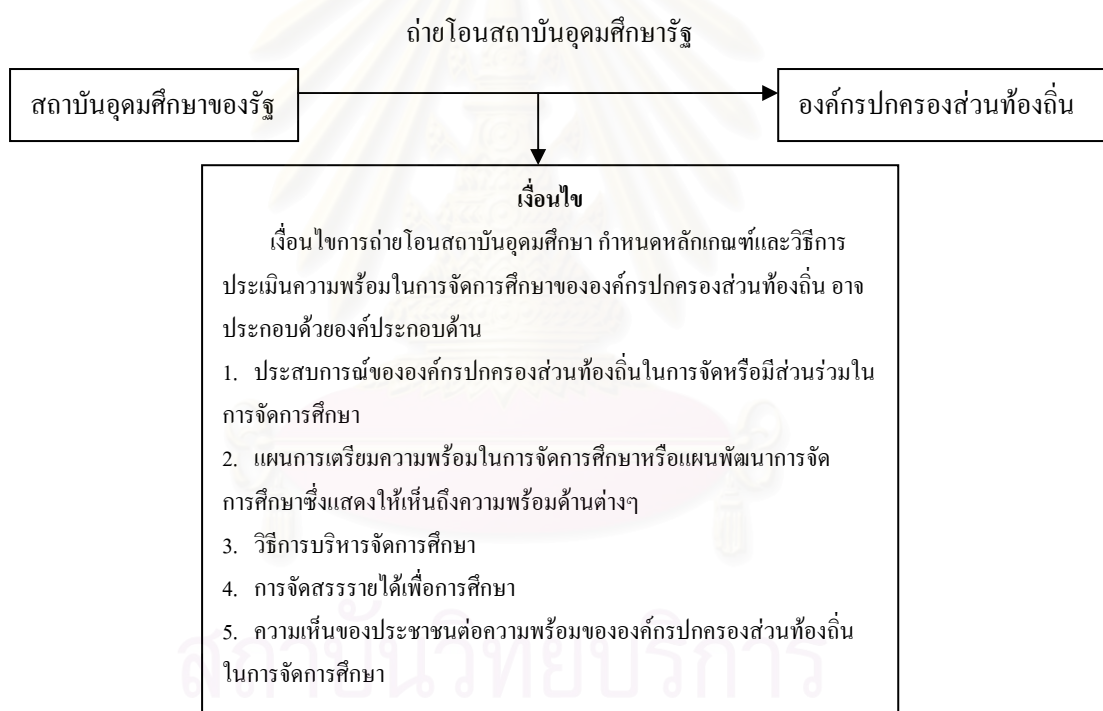 ถ่ายโอนสถาบันอุดมศึกษารัฐ
สถาบันอุดมศึกษาของรัฐ
องค์กรปกครองส่วนท้องถิ่น
เงื่อนไข
เงื่อนไขการถ่ายโอนสถาบันอุดมศึกษา กำหนดหลักเกณฑ์และวิธีการ
ประเมินความพร้อมในการจัดการศึกษาขององค์กรปกครองส่วนท้องถิ่น อาจ
ประกอบด้วยองค์ประกอบด้าน
1. ประสบการณ์ขององค์กรปกครองส่วนท้องถิ่นในการจัดหรือมีส่วนร่วมใน
การจัดการศึกษา
2. แผนการเตรียมความพร้อมในการจัดการศึกษาหรือแผนพัฒนาการจัด
การศึกษาซึ่งแสดงให้เห็นถึงความพร้อมด้านต่างๆ
3. วิธีการบริหารจัดการศึกษา
4. การจัดสรรรายได้เพื่อการศึกษา
5. ความเห็นของประชาชนต่อความพร้อมขององค์กรปกครองส่วนท้องถิ่น
ในการจัดการศึกษา
สถาบันวิทยบริการ